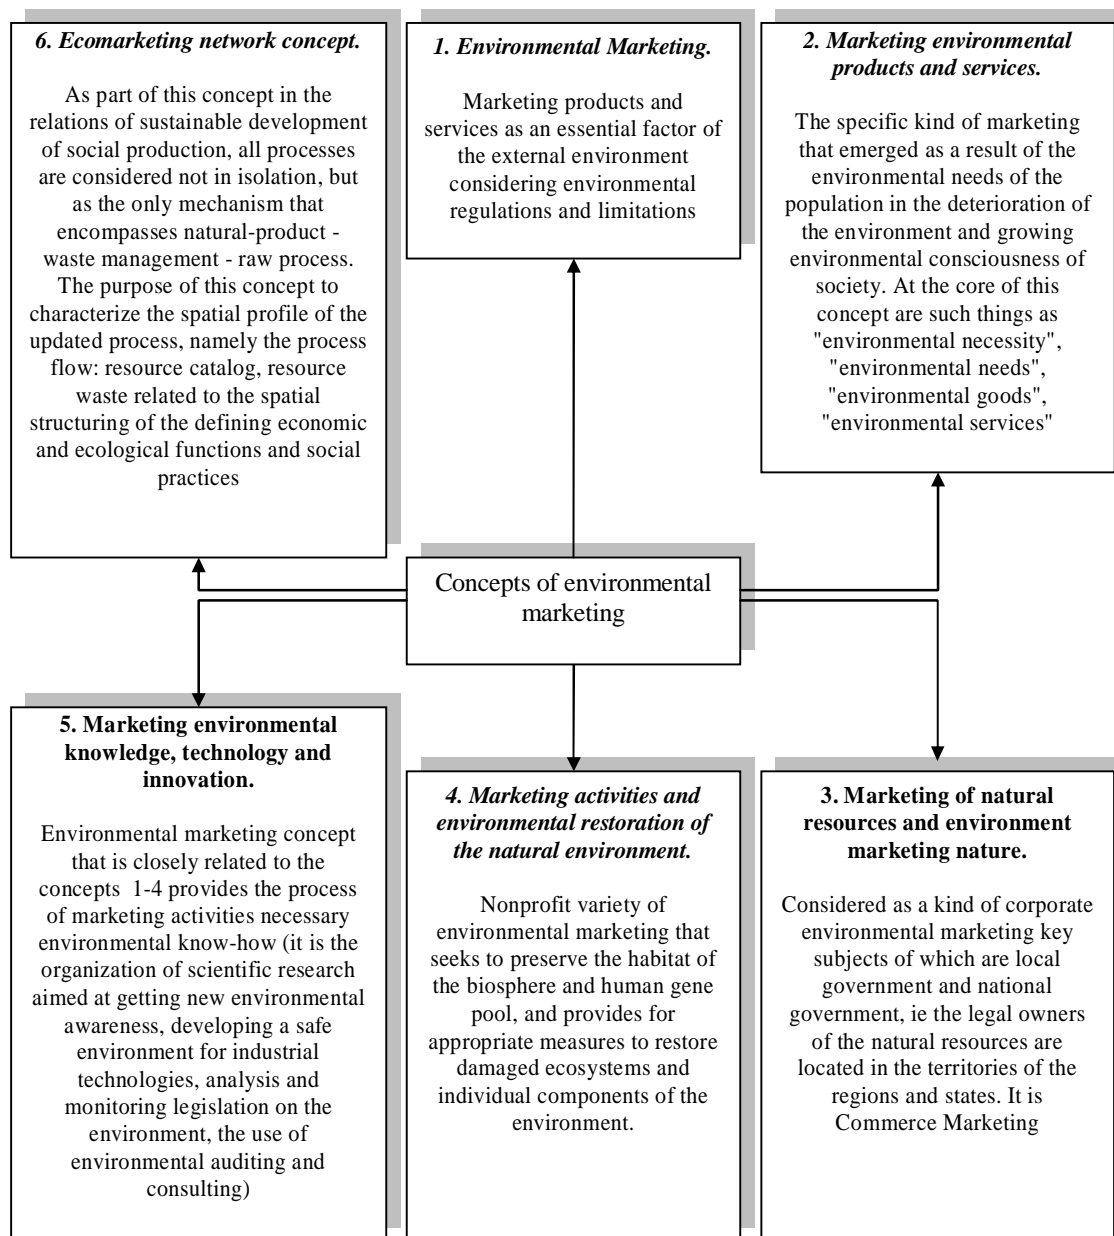 6. Ecomarketing network concept.
As part of this concept in the
relations of sustainable development
of social production, all processes
are considered not in isolation, but
as the only mechanism that
encompasses natural-product -
waste management - raw process.
The purpose of this concept to
characterize the spatial profile of the
updated process, namely the process
flow: resource catalog, resource
waste related to the spatial
structuring of the defining economic
and ecological functions and social
practices
1. Environmental Marketing.
Marketing products and
services as an essential factor of
the external environment
considering environmental
regulations and limitations
2. Marketing environmental
products and services.
The specific kind of marketing
that emerged as a result of the
environmental needs of the
population in the deterioration of
the environment and growing
environmental consciousness of
society. At the core of this
concept are such things as
"environmental necessity",
"environmental needs",
"environmental goods",
"environmental services"
Concepts of environmental
marketing
5. Marketing environmental
knowledge, technology and
innovation.
Environmental marketing concept
that is closely related to the
concepts 1-4 provides the process
of marketing activities necessary
environmental know-how (it is the
organization of scientific research
aimed at getting new environmental
awareness, developing a safe
environment for industrial
technologies, analysis and
monitoring legislation on the
environment, the use of
environmental auditing and
consulting)
4. Marketing activities and
environmental restoration of
the natural environment.
Nonprofit variety of
environmental marketing that
seeks to preserve the habitat of
the biosphere and human gene
pool, and provides for
appropriate measures to restore
damaged ecosystems and
individual components of the
environment.
3. Marketing of natural
resources and environment
marketing nature.
Considered as a kind of corporate
environmental marketing key
subjects of which are local
government and national
government, ie the legal owners
of the natural resources are
located in the territories of the
regions and states. It is
Commerce Marketing